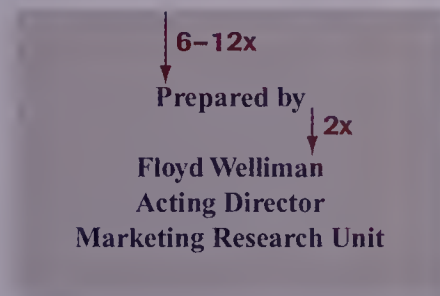 6–12x
Prepared by
2x
Floyd Welliman
Acting Director
Marketing Research Unit